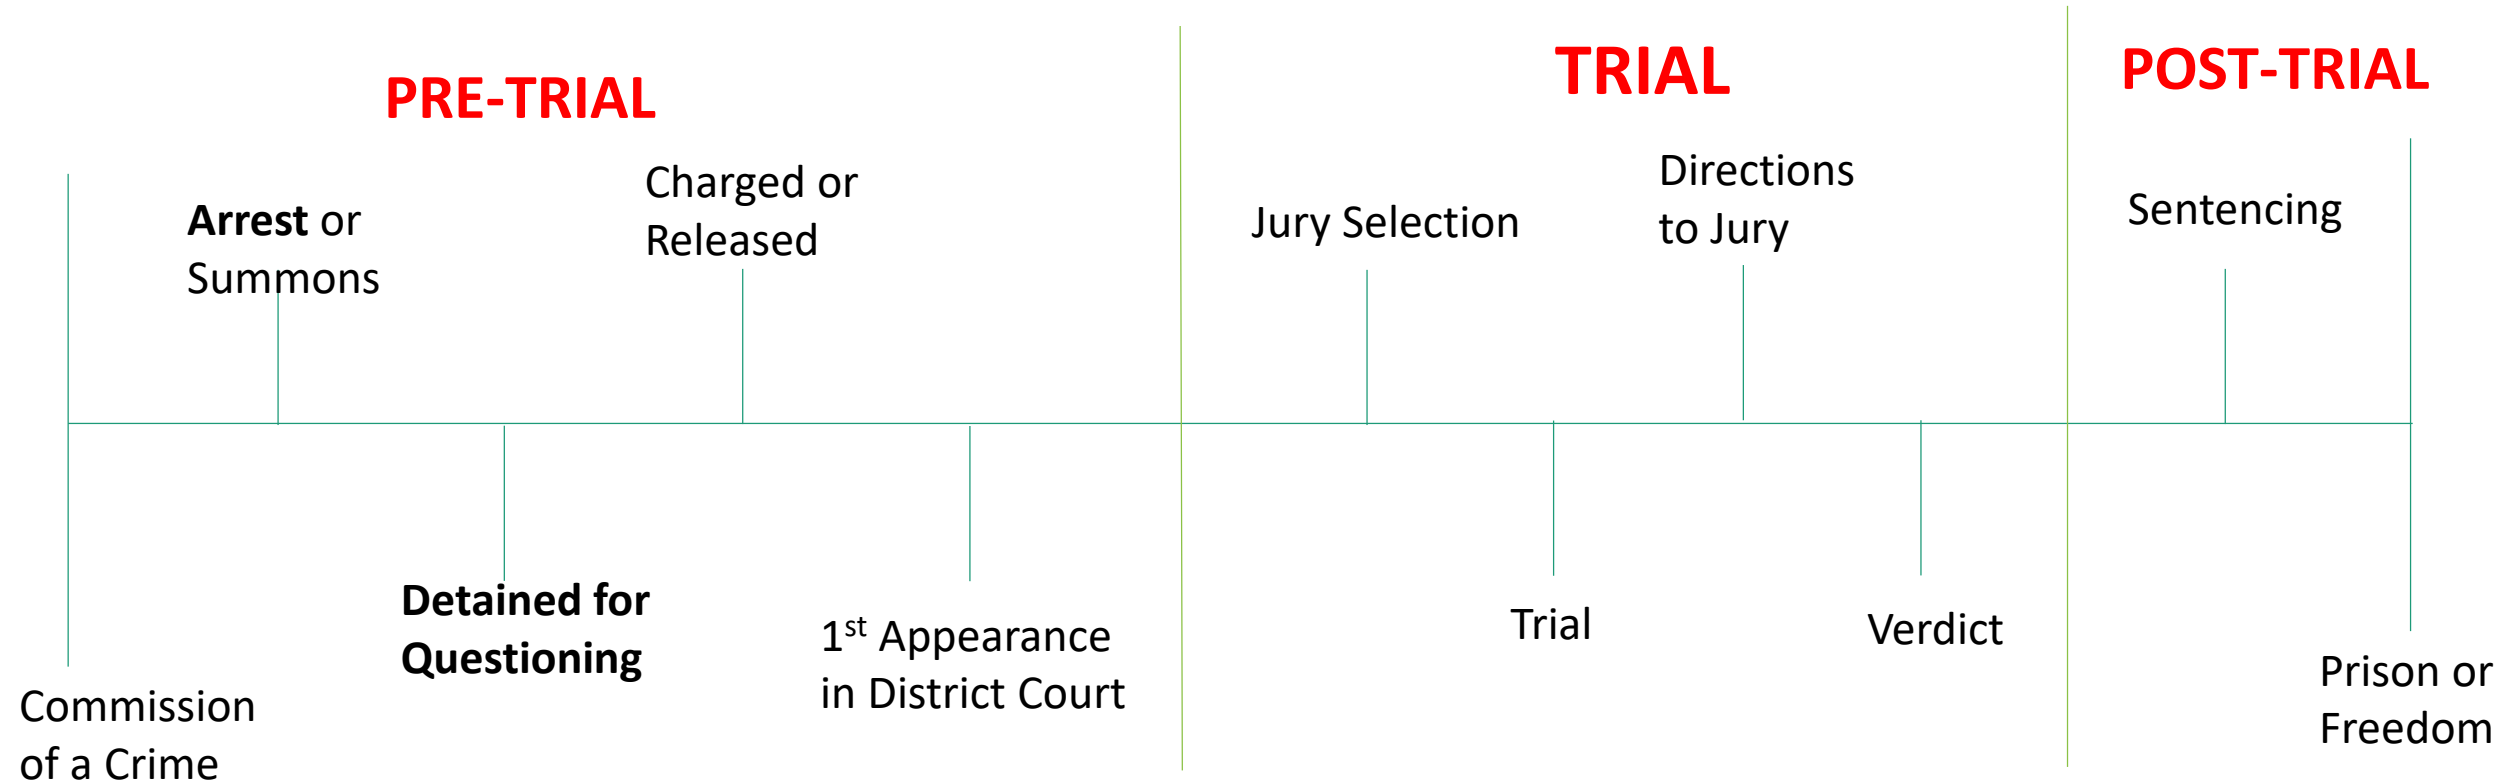 PRE-TRIAL
TRIAL
POST-TRIAL
Commission
of a Crime
Arrest or
Summons
Detained for
Questioning
Charged or
Released
1st Appearance
in District Court
Jury Selection
Trial
Directions
to Jury
Verdict
Sentencing
Prison or
Freedom